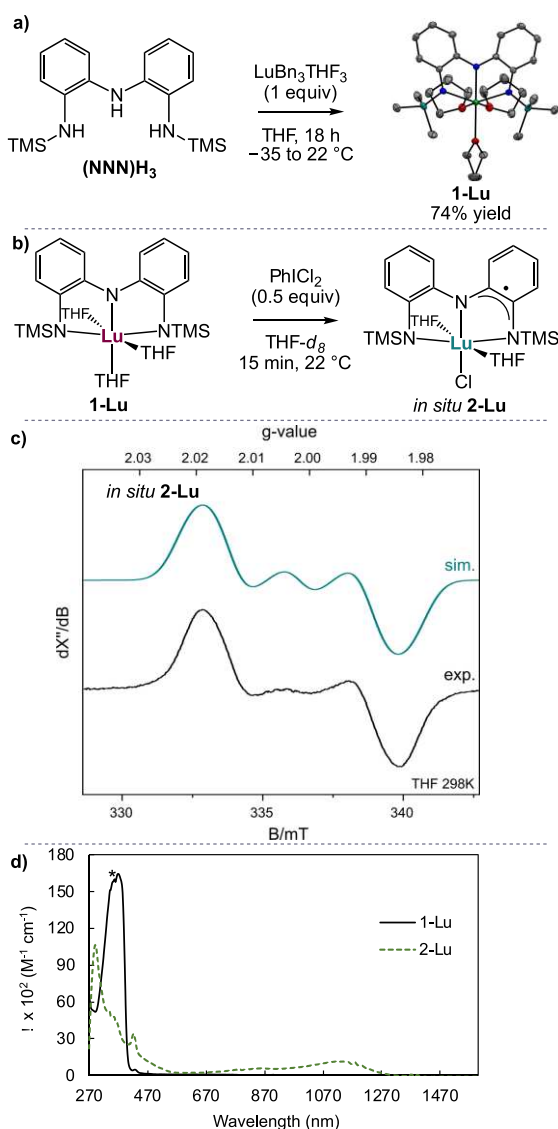 a)
NH
NH
HN
TMS
TMS
(NNN)H3
LuBn3THF3
(1 equiv)
THF, 18 h
−35 to 22 °C
1-Lu
74% yield
b)
THF
N
TMSN
Lu
NTMS
THF
THF
1-Lu
PhICl2
(0.5 equiv)
THF-d8
15 min, 22 °C
THF
N
TMSN
Lu
NTMS
THF
Cl
in situ 2-Lu
c)
g-value
2.03 2.02 2.01 2.00 1.99 1.98
in situ 2-Lu
sim.
exp.
dX"/dB
THF 298K
330 335 340
B/mT
d)
180
150
120
90
60
30
0
*
1-Lu
2-Lu
! x 10² (M⁻¹ cm⁻¹)
270 470 670 870 1070 1270 1470
Wavelength (nm)